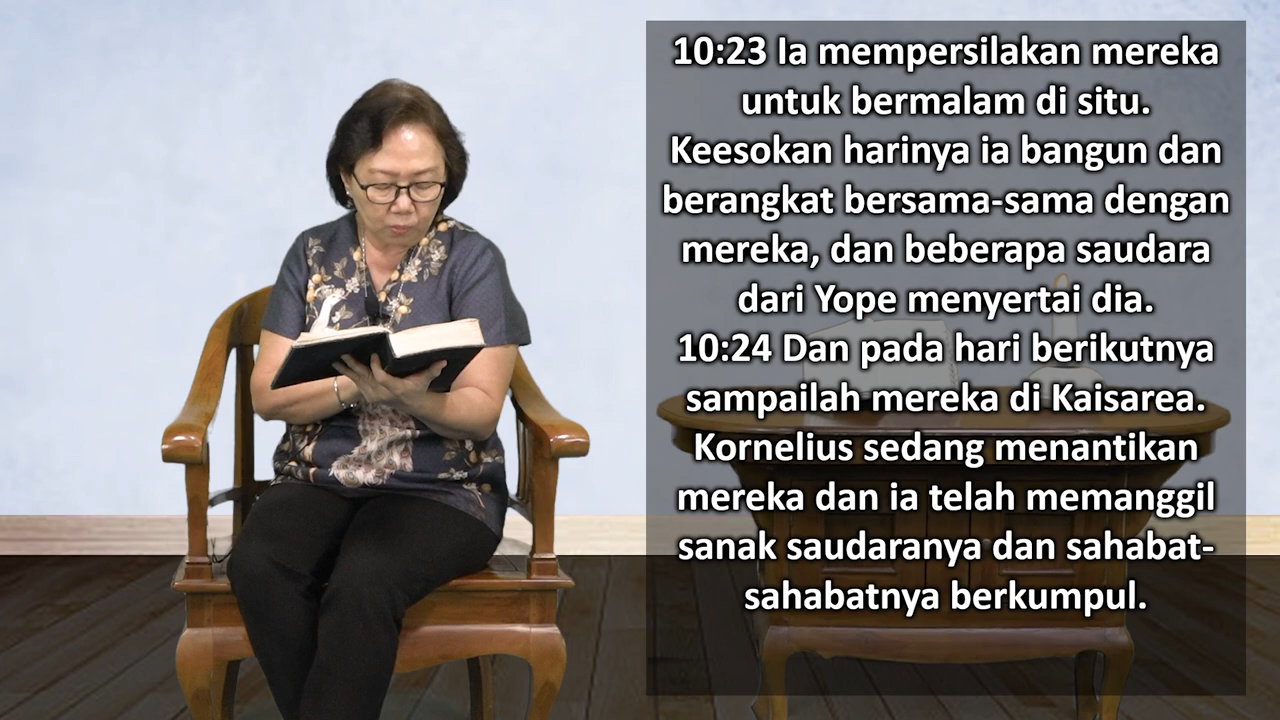 10:23 Ia mempersilakan mereka
untuk bermalam di situ.
Keesokan harinya ia bangun dan
berangkat bersama-sama dengan
mereka, dan beberapa saudara
dari Yope menyertai dia.
10:24 Dan pada hari berikutnya
sampailah mereka di Kaisarea.
Kornelius sedang menantikan
mereka dan ia telah memanggil
sanak saudaranya dan sahabat-
sahabatnya berkumpul.